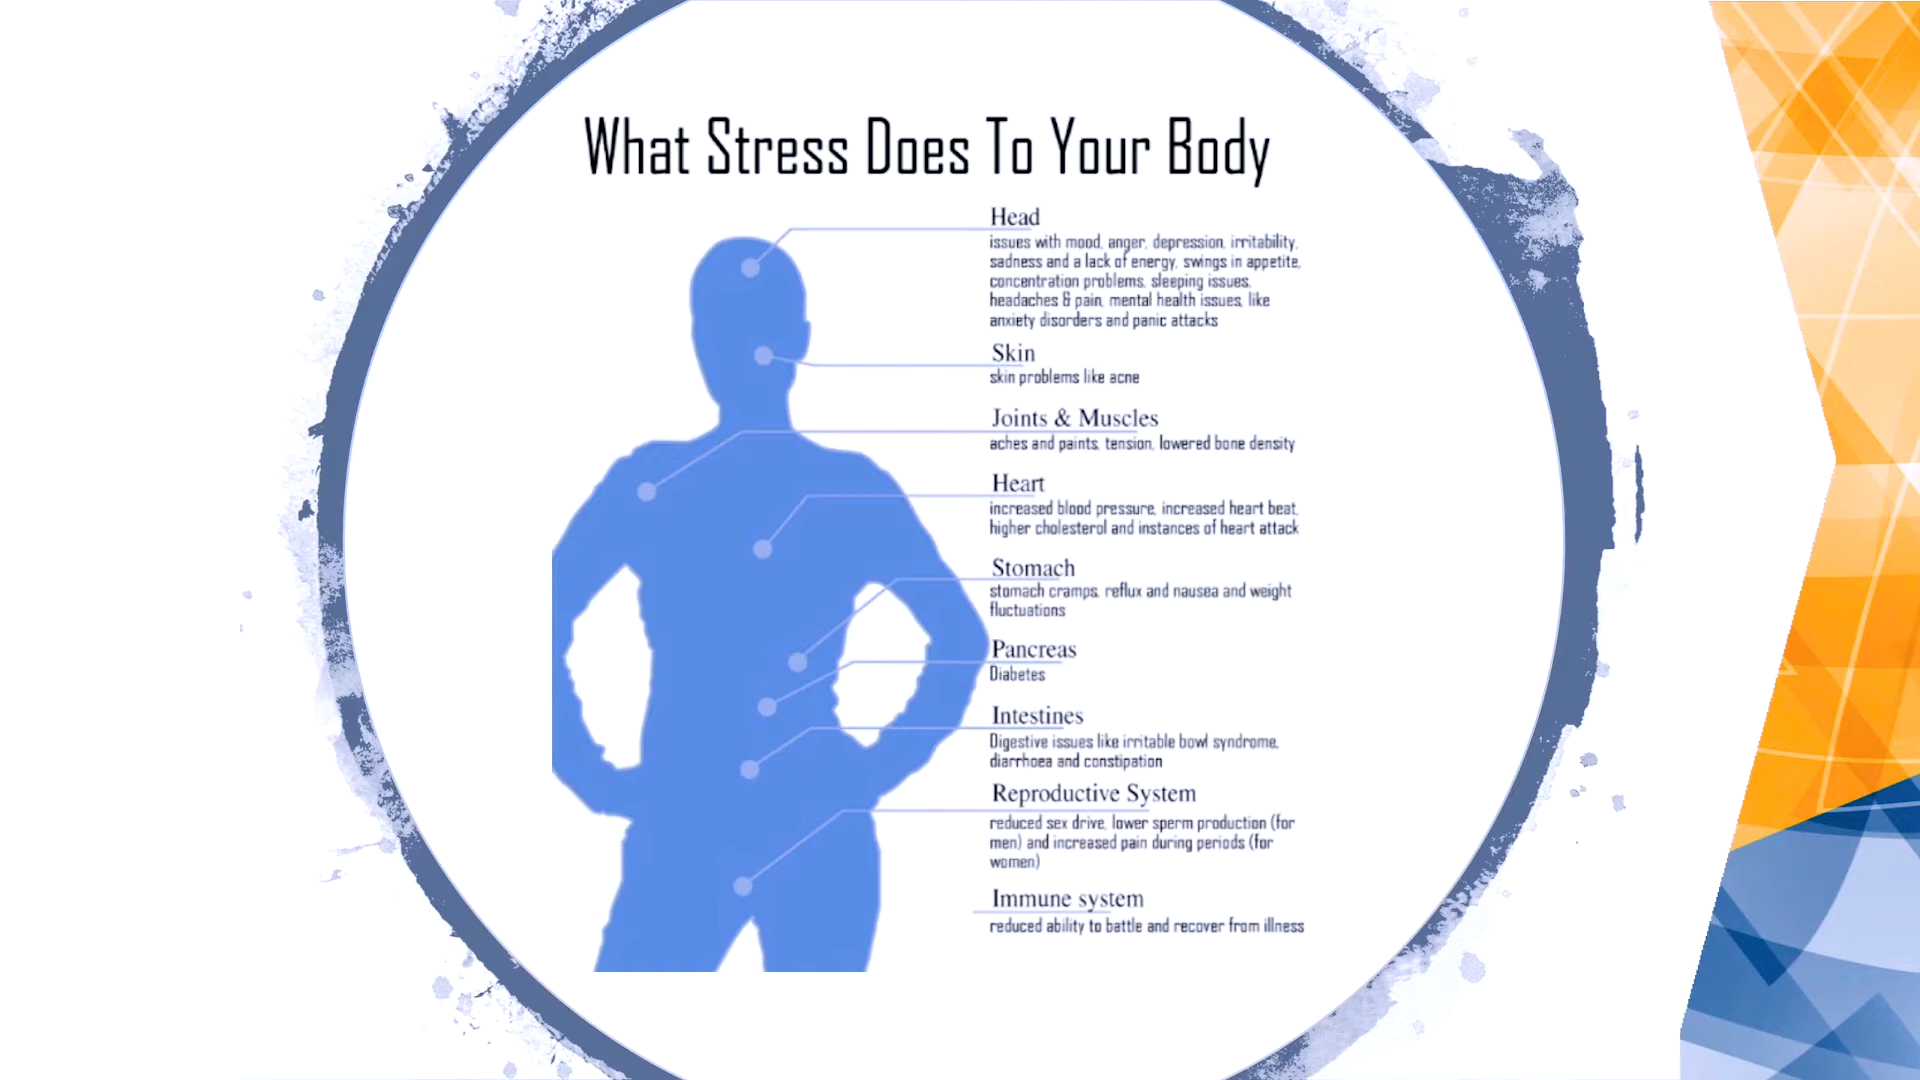 What Stress Does To Your Body
Head
issues with mood, anger, depression, irritability,
sadness and a lack of energy, swings in appetite,
concentration problems, sleeping issues,
headaches & pain, mental health issues, like
anxiety disorders and panic attacks
Skin
skin problems like acne
Joints & Muscles
aches and paints, tension, lowered bone density
Heart
increased blood pressure, increased heart beat,
higher cholesterol and instances of heart attack
Stomach
stomach cramps, reflux and nausea and weight
fluctuations
Pancreas
Diabetes
Intestines
Digestive issues like irritable bowl syndrome,
diarrhoea and constipation
Reproductive System
reduced sex drive, lower sperm production (for
men) and increased pain during periods (for
women)
Immune system
reduced ability to battle and recover from illness